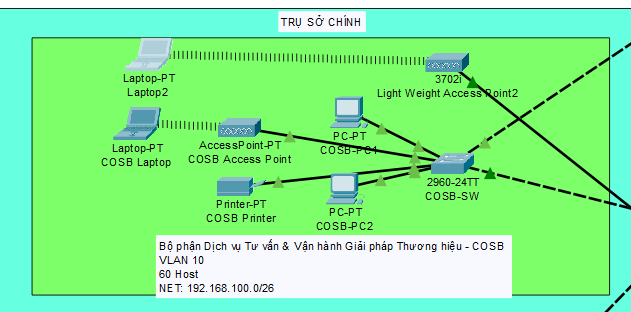 TRỤ SỞ CHÍNH
Laptop-PT
Laptop2
3702i
Light Weight Access Point2
Laptop-PT
COSB Laptop
AccessPoint-PT
COSB Access Point
PC-PT
COSB-PC1
2960-24TT
COSB-SW
Printer-PT
COSB Printer
PC-PT
COSB-PC2
Bộ phận Dịch vụ Tư vấn & Vận hành Giải pháp Thương hiệu - COSB
VLAN 10
60 Host
NET: 192.168.100.0/26